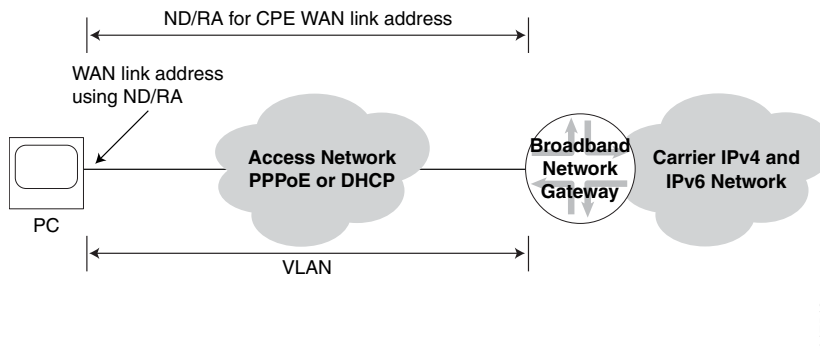 ND/RA for CPE WAN link address
WAN link address
using ND/RA
Access Network
PPPoE or DHCP
Broadband
Network
Gateway
Carrier IPv4 and
IPv6 Network
PC
VLAN